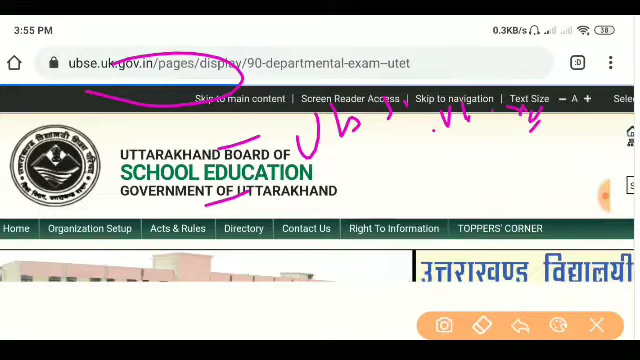 3:55 PM 0.3KB/s 38
ubse.uk.gov.in/pages/display/90-departmental-exam--utet :D
Skip to main content | Screen Reader Access | Skip to navigation | Text Size - A +
UTTARAKHAND BOARD OF
SCHOOL EDUCATION
GOVERNMENT OF UTTARAKHAND
Home Organization Setup Acts & Rules Directory Contact Us Right To Information TOPPERS' CORNER
उत्तराखण्ड विद्यालयी